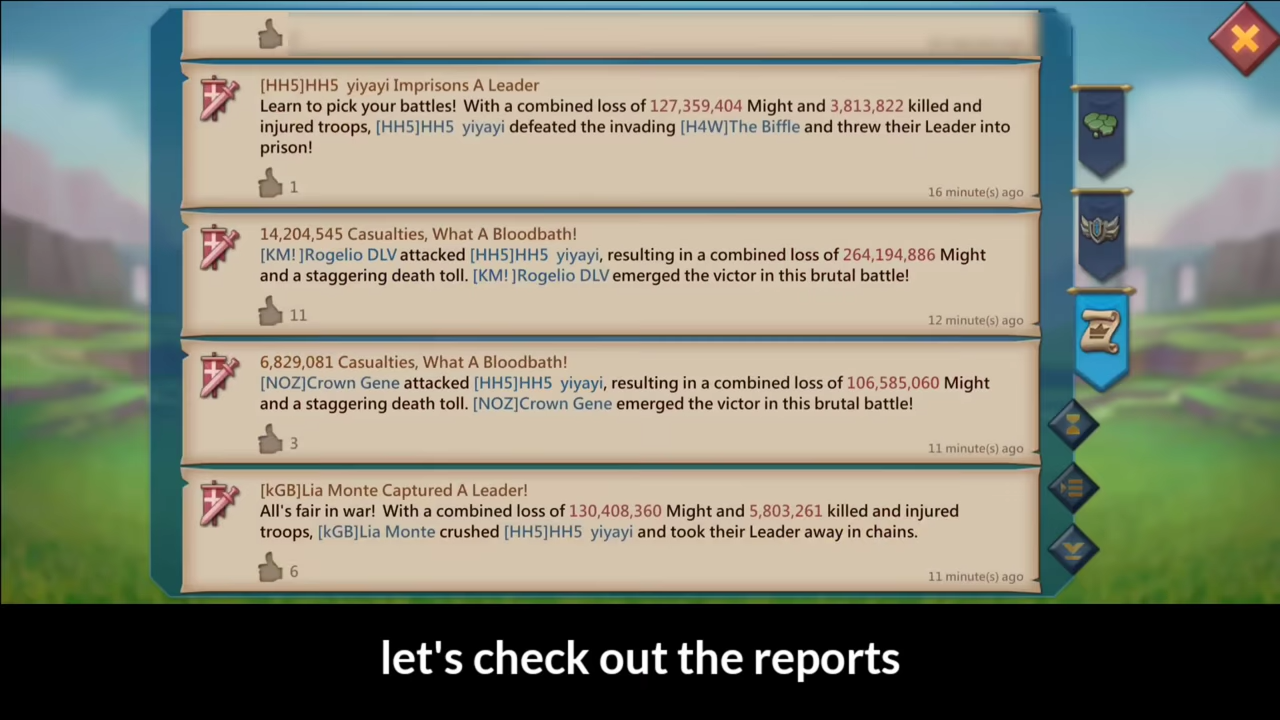 [HH5]HH5 yiyayi Imprisons A Leader
Learn to pick your battles! With a combined loss of 127,359,404 Might and 3,813,822 killed and
injured troops, [HH5]HH5 yiyayi defeated the invading [H4W]The Biffle and threw their Leader into
prison!
1
16 minute(s) ago
14,204,545 Casualties, What A Bloodbath!
[KM! ]Rogelio DLV attacked [HH5]HH5 yiyayi, resulting in a combined loss of 264,194,886 Might
and a staggering death toll. [KM! ]Rogelio DLV emerged the victor in this brutal battle!
11
12 minute(s) ago
6,829,081 Casualties, What A Bloodbath!
[NOZ]Crown Gene attacked [HH5]HH5 yiyayi, resulting in a combined loss of 106,585,060 Might
and a staggering death toll. [NOZ]Crown Gene emerged the victor in this brutal battle!
3
11 minute(s) ago
[kGB]Lia Monte Captured A Leader!
All's fair in war! With a combined loss of 130,408,360 Might and 5,803,261 killed and injured
troops, [kGB]Lia Monte crushed [HH5]HH5 yiyayi and took their Leader away in chains.
6
11 minute(s) ago
let's check out the reports